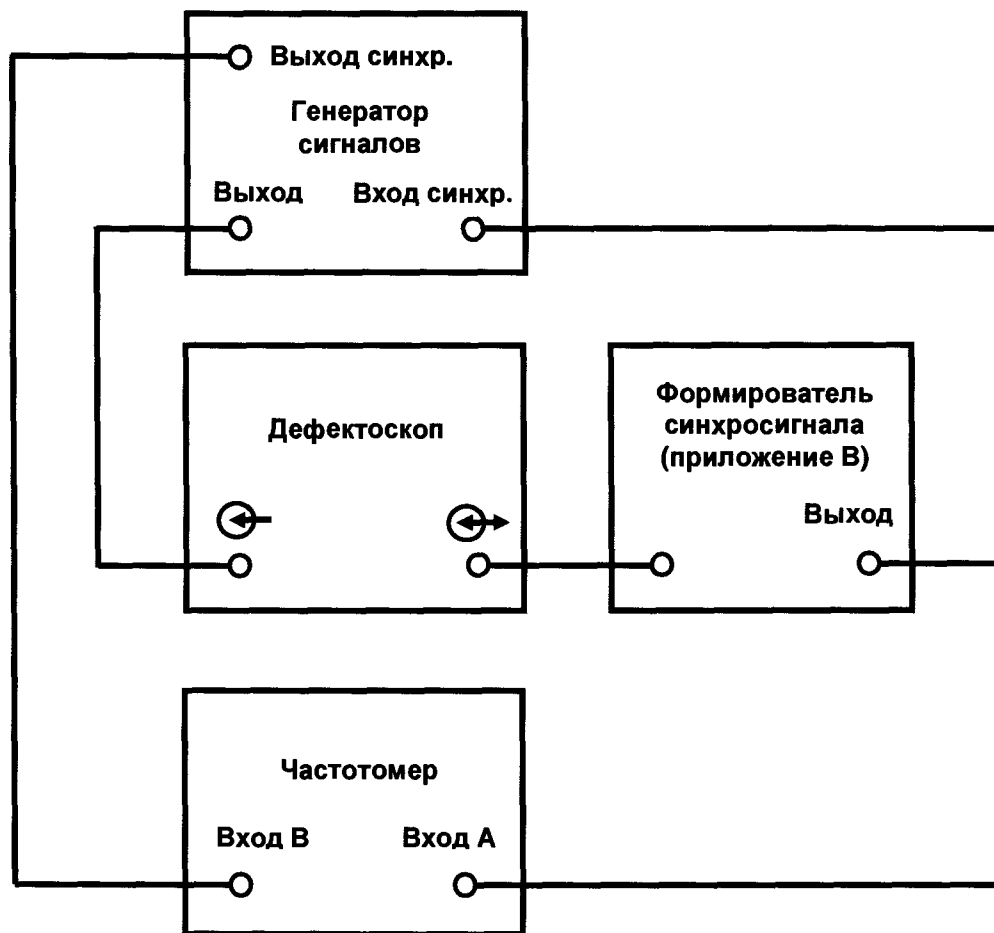 Выход синхр.
Генератор
сигналов
Выход Вход синхр.
Дефектоскоп
Формирователь
синхросигнала
(приложение В)
Выход
Частотомер
Вход В Вход А